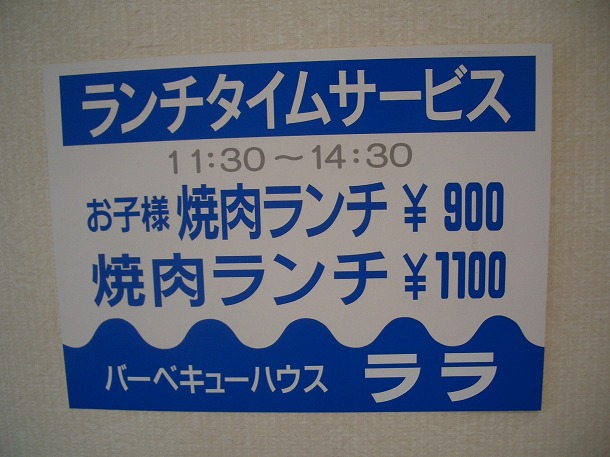 ランチタイムサービス
11:30～14:30
お子様焼肉ランチ ¥900
焼肉ランチ ¥1100
バーベキューハウス ララ